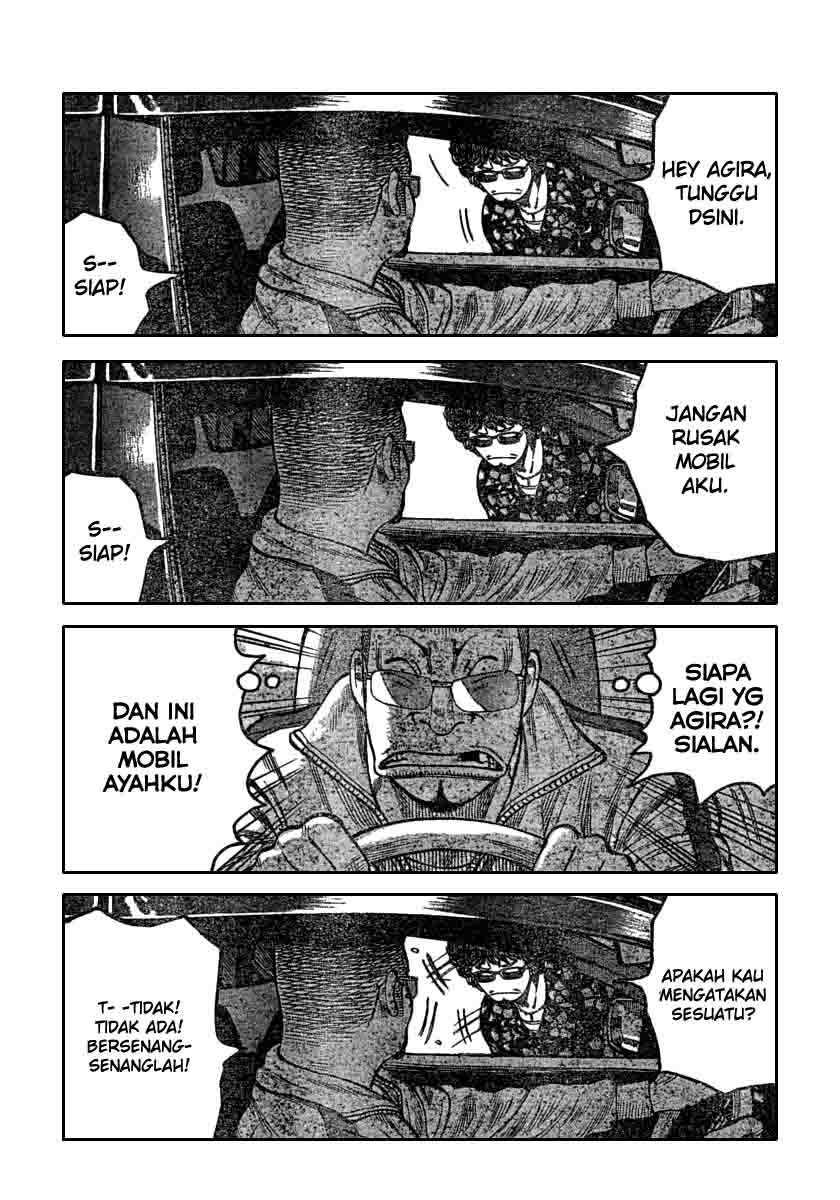 HEY AGIRA,
TUNGGU
DSINI.
S--
SIAP!
JANGAN
RUSAK
MOBIL
AKU.
S--
SIAP!
SIAPA
LAGI YG
AGIRA?!
SIALAN.
DAN INI
ADALAH
MOBIL
AYAHKU!
APAKAH KAU
MENGATAKAN
SESUATU?
T- -TIDAK!
TIDAK ADA!
BERSENANG-
SENANGLAH!